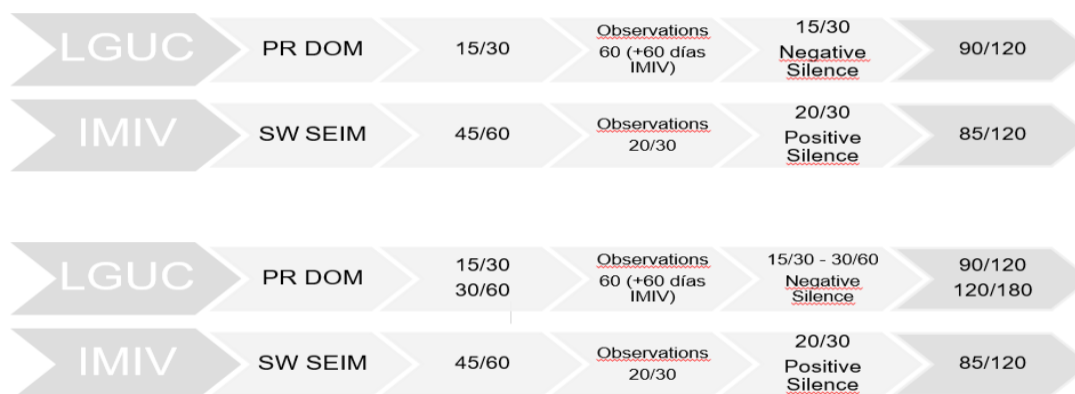 LGUC
PR DOM
15/30
Observations
60 (+60 días
IMIV)
15/30
Negative
Silence
90/120
IMIV
SW SEIM
45/60
Observations
20/30
20/30
Positive
Silence
85/120
LGUC
PR DOM
15/30
30/60
Observations
60 (+60 días
IMIV)
15/30 - 30/60
Negative
Silence
90/120
120/180
IMIV
SW SEIM
45/60
Observations
20/30
20/30
Positive
Silence
85/120